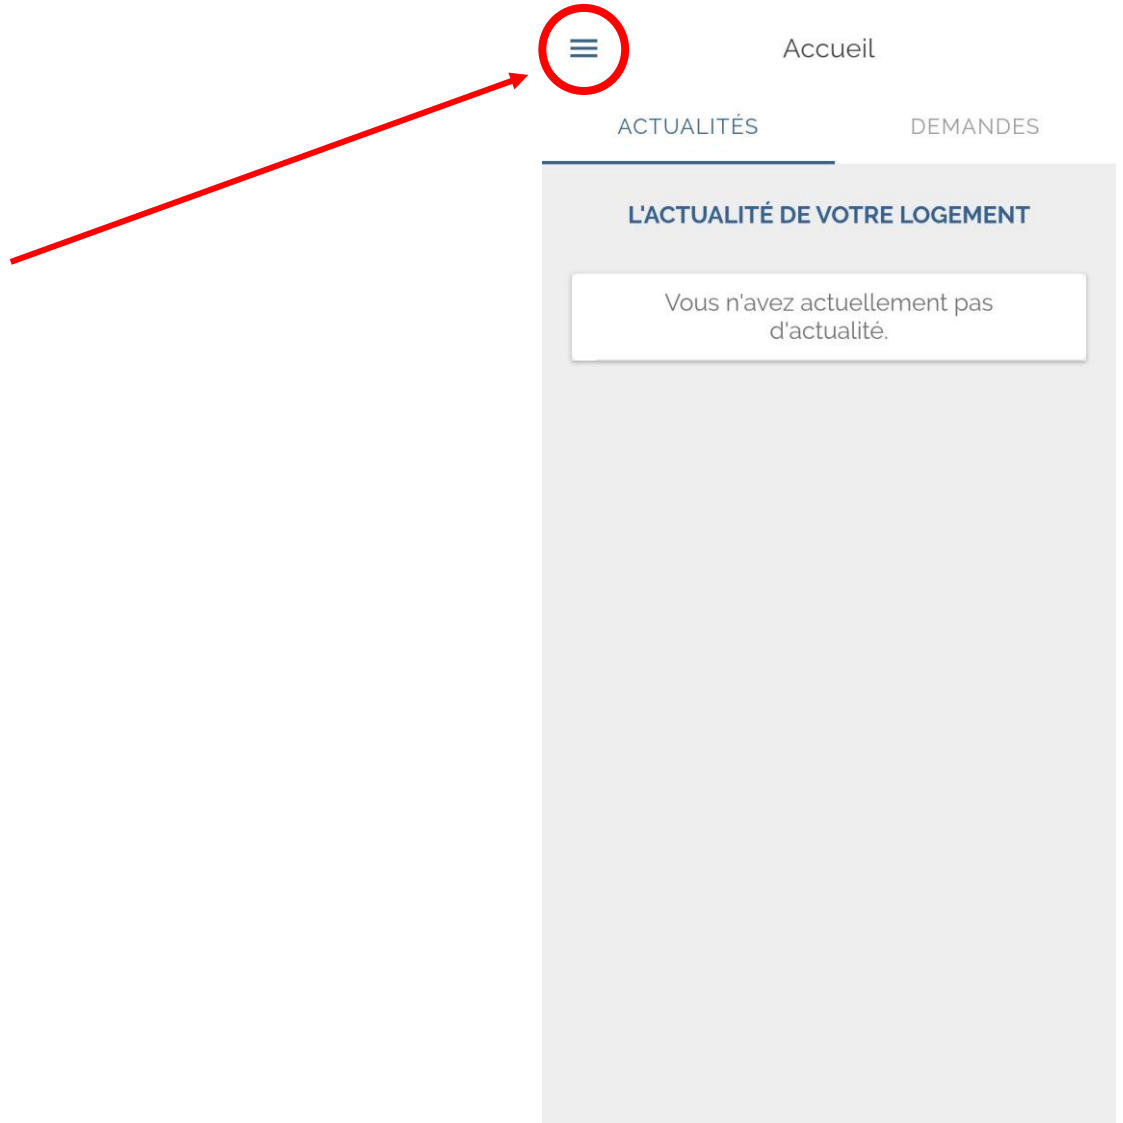 Accueil
ACTUALITÉS
DEMANDES
L'ACTUALITÉ DE VOTRE LOGEMENT
Vous n'avez actuellement pas
d'actualité.